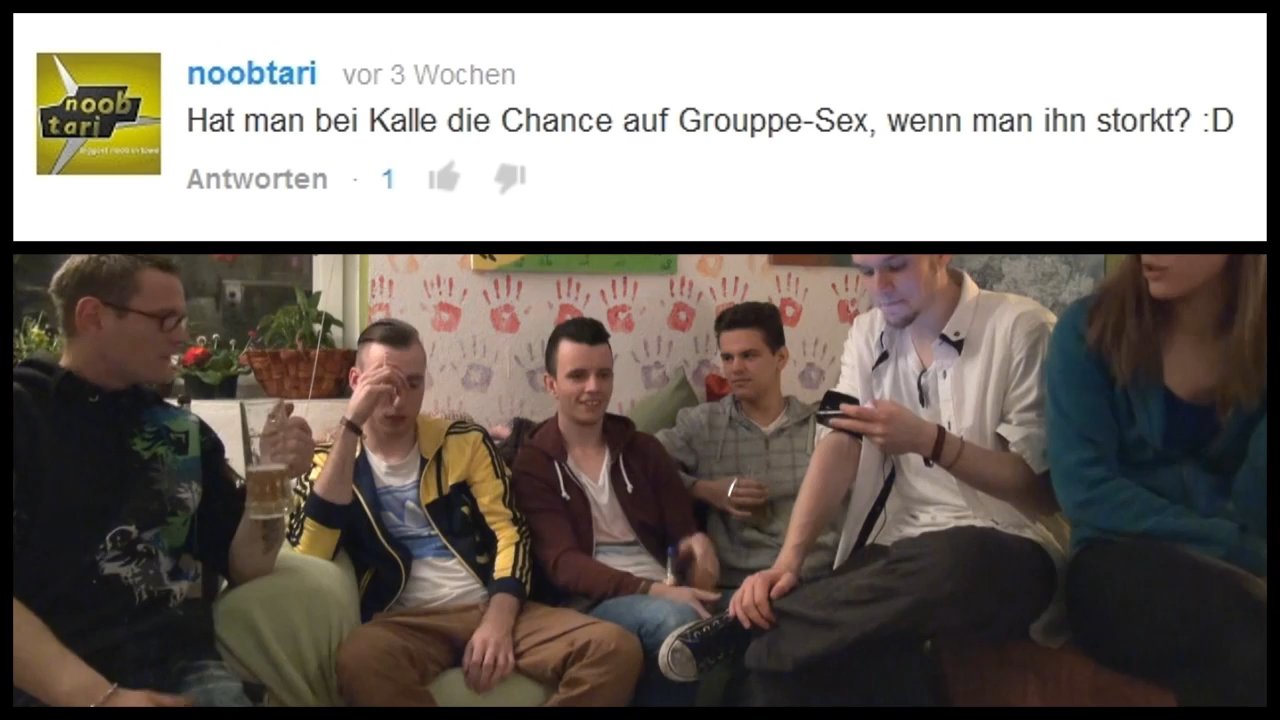 noobtari vor 3 Wochen
Hat man bei Kalle die Chance auf Grouppe-Sex, wenn man ihn storkt? :D
Antworten · 1
noob
tari